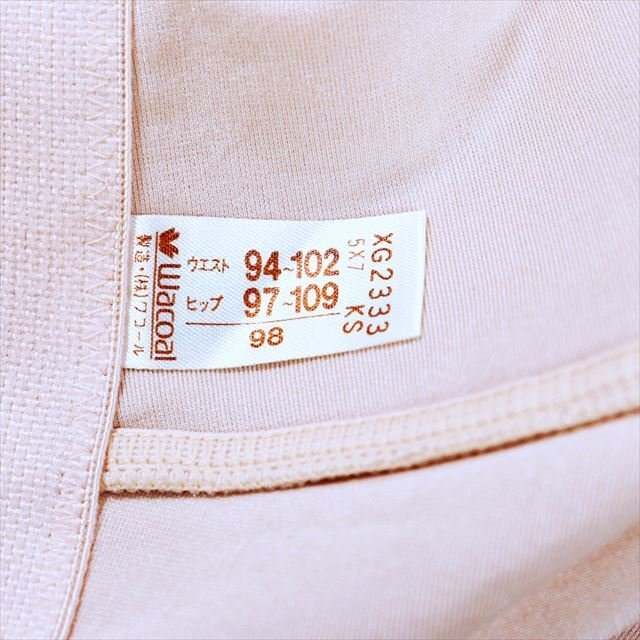 Wacoal
製造・(株)ワコール
ウエスト 94~102
ヒップ 97~109
98
XG2333
5X7 KS